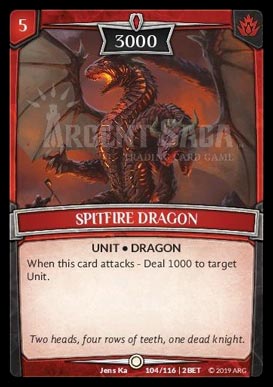 5
3000
ARGENT SAGA
TRADING CARD GAME
SPITFIRE DRAGON
UNIT • DRAGON
When this card attacks - Deal 1000 to target
Unit.
Two heads, four rows of teeth, one dead knight.
Jens Ka 104/116 | 2BET © 2019 ARG